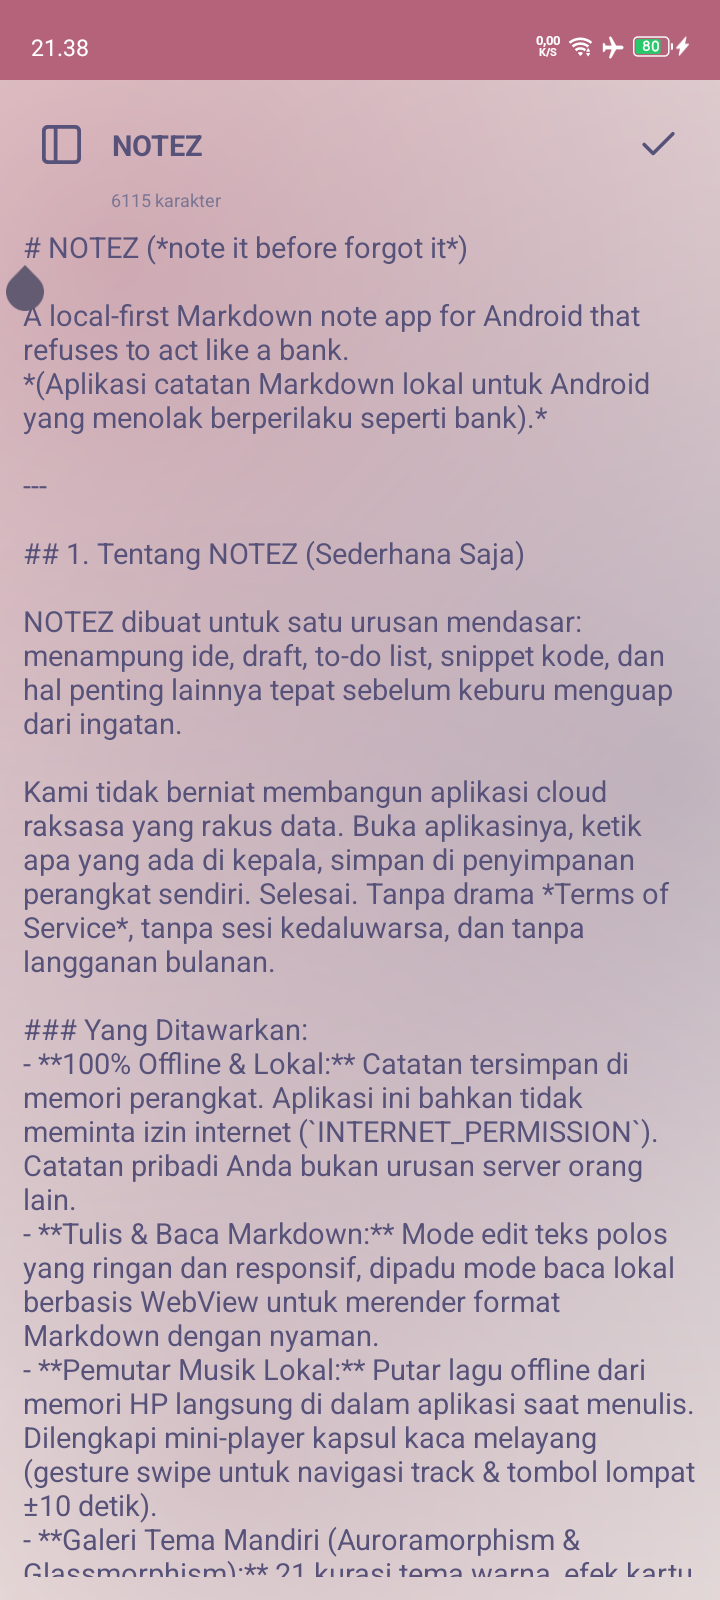 21.38
0,00
K/S
80
NOTEZ
6115 karakter
# NOTEZ (*note it before forgot it*)
A local-first Markdown note app for Android that
refuses to act like a bank.
*(Aplikasi catatan Markdown lokal untuk Android
yang menolak berperilaku seperti bank).*
---
## 1. Tentang NOTEZ (Sederhana Saja)
NOTEZ dibuat untuk satu urusan mendasar:
menampung ide, draft, to-do list, snippet kode, dan
hal penting lainnya tepat sebelum keburu menguap
dari ingatan.
Kami tidak berniat membangun aplikasi cloud
raksasa yang rakus data. Buka aplikasinya, ketik
apa yang ada di kepala, simpan di penyimpanan
perangkat sendiri. Selesai. Tanpa drama *Terms of
Service*, tanpa sesi kedaluwarsa, dan tanpa
langganan bulanan.
### Yang Ditawarkan:
- **100% Offline & Lokal:** Catatan tersimpan di
memori perangkat. Aplikasi ini bahkan tidak
meminta izin internet (`INTERNET_PERMISSION`).
Catatan pribadi Anda bukan urusan server orang
lain.
- **Tulis & Baca Markdown:** Mode edit teks polos
yang ringan dan responsif, dipadu mode baca lokal
berbasis WebView untuk merender format
Markdown dengan nyaman.
- **Pemutar Musik Lokal:** Putar lagu offline dari
memori HP langsung di dalam aplikasi saat menulis.
Dilengkapi mini-player kapsul kaca melayang
(gesture swipe untuk navigasi track & tombol lompat
±10 detik).
- **Galeri Tema Mandiri (Auroramorphism &
Glassmorphism):** 21 kurasi tema warna, efek kartu